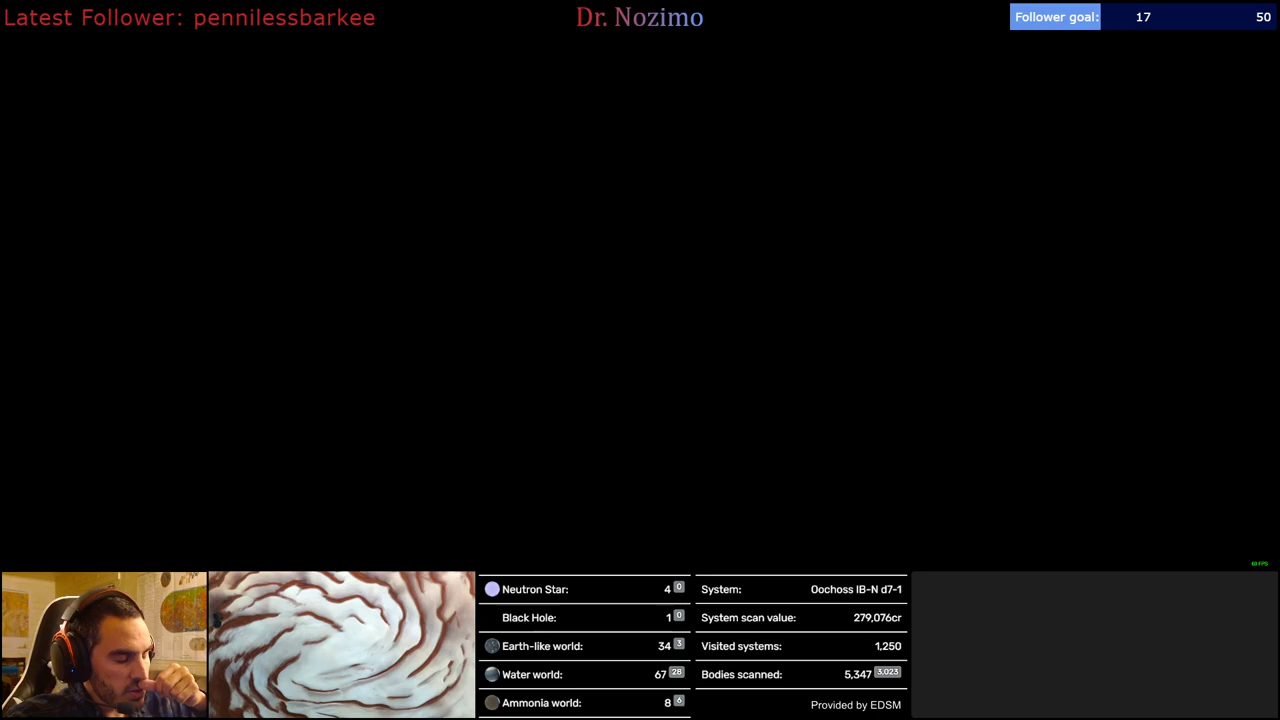 Latest Follower: pennilessbarkee
Dr. Nozimo
Follower goal: 17 50
60 FPS
Neutron Star: 4 0
Black Hole: 1 0
Earth-like world: 34 3
Water world: 67 28
Ammonia world: 8 6
System: Oochoss IB-N d7-1
System scan value: 279,076cr
Visited systems: 1,250
Bodies scanned: 5,347 3,023
Provided by EDSM